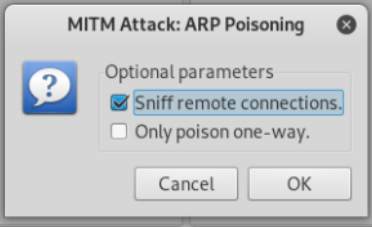 MITM Attack: ARP Poisoning
Optional parameters
Sniff remote connections.
Only poison one-way.
Cancel OK